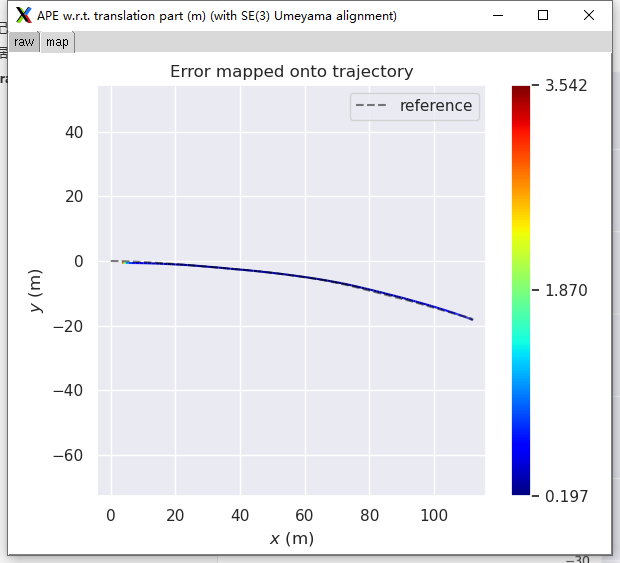 APE w.r.t. translation part (m) (with SE(3) Umeyama alignment)
raw map
Error mapped onto trajectory
reference
3.542
1.870
0.197
40
20
0
−20
−40
−60
y (m)
0 20 40 60 80 100
x (m)
−30